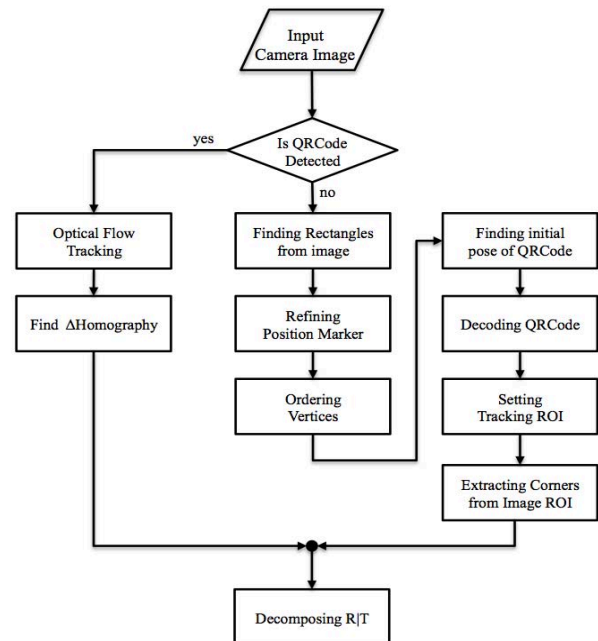 Input
Camera Image
Is QRCode
Detected
yes
no
Optical Flow
Tracking
Find ΔHomography
Finding Rectangles
from image
Refining
Position Marker
Ordering
Vertices
Finding initial
pose of QRCode
Decoding QRCode
Setting
Tracking ROI
Extracting Corners
from Image ROI
Decomposing R|T